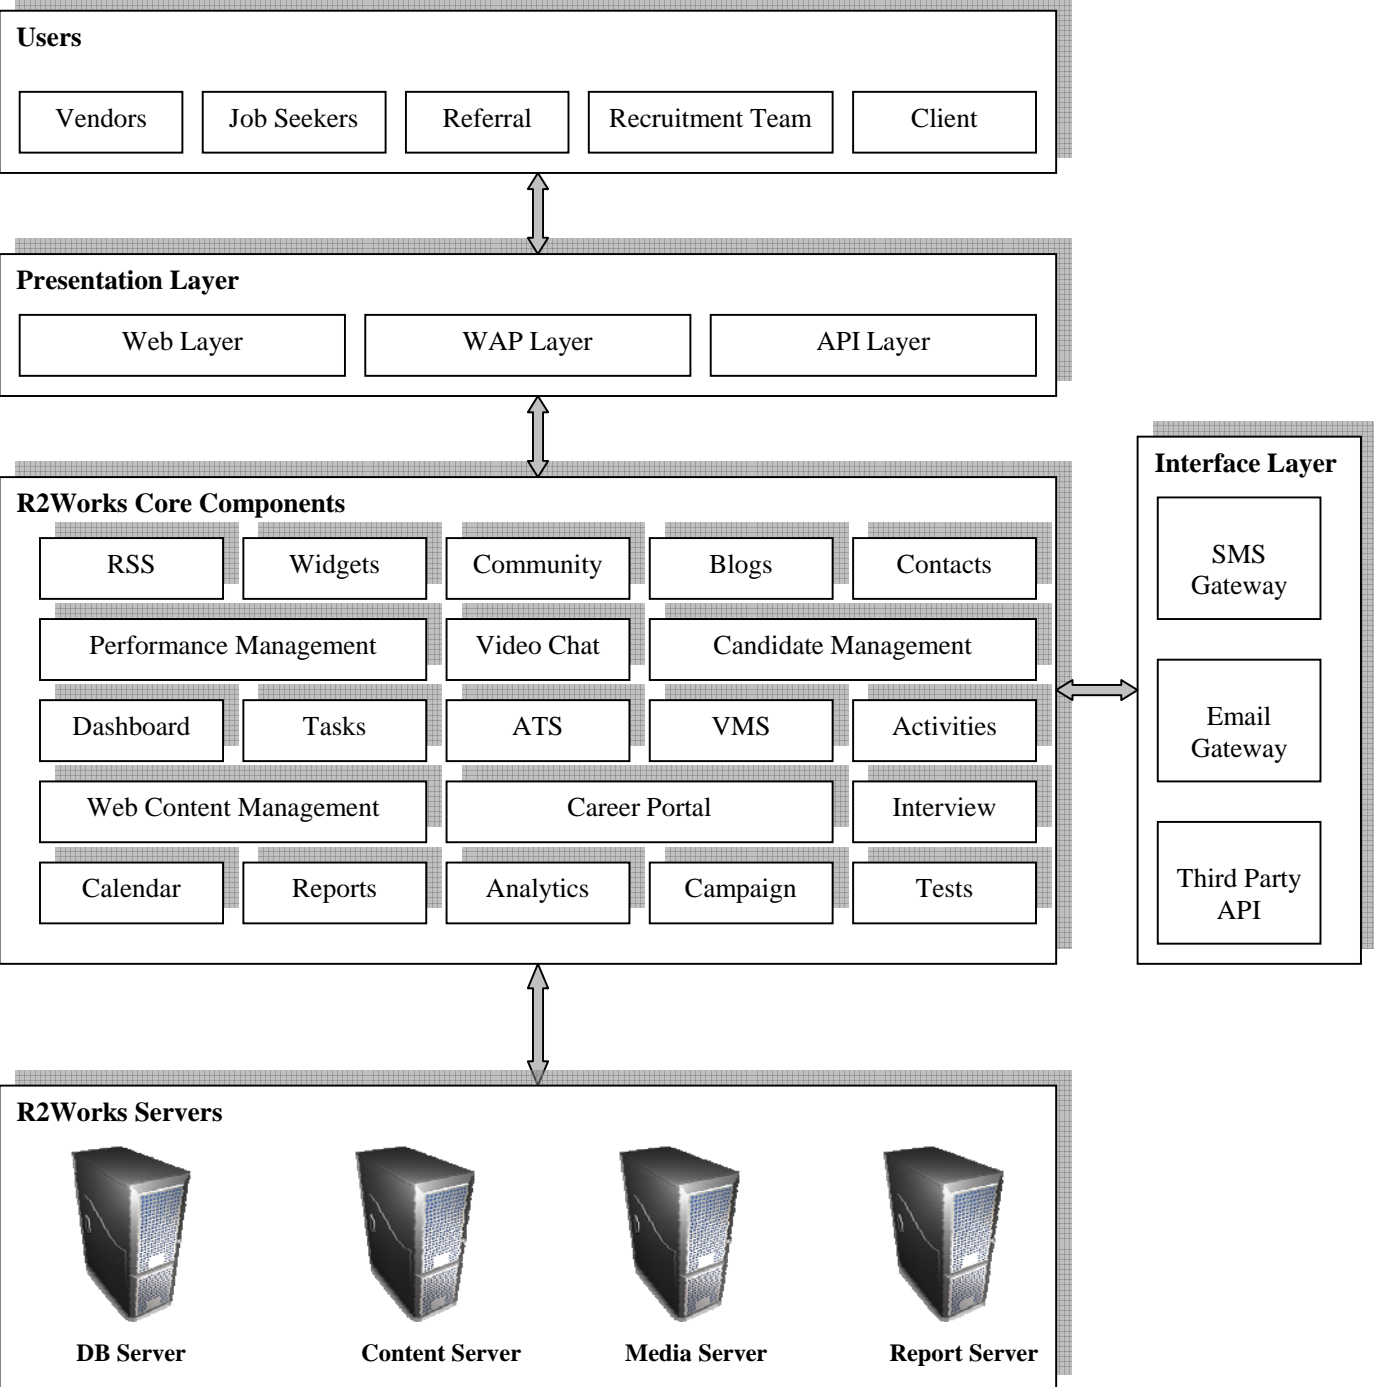 Users
Vendors
Job Seekers
Referral
Recruitment Team
Client
Presentation Layer
Web Layer
WAP Layer
API Layer
R2Works Core Components
RSS
Widgets
Community
Blogs
Contacts
Performance Management
Video Chat
Candidate Management
Dashboard
Tasks
ATS
VMS
Activities
Web Content Management
Career Portal
Interview
Calendar
Reports
Analytics
Campaign
Tests
Interface Layer
SMS
Gateway
Email
Gateway
Third Party
API
R2Works Servers
DB Server
Content Server
Media Server
Report Server